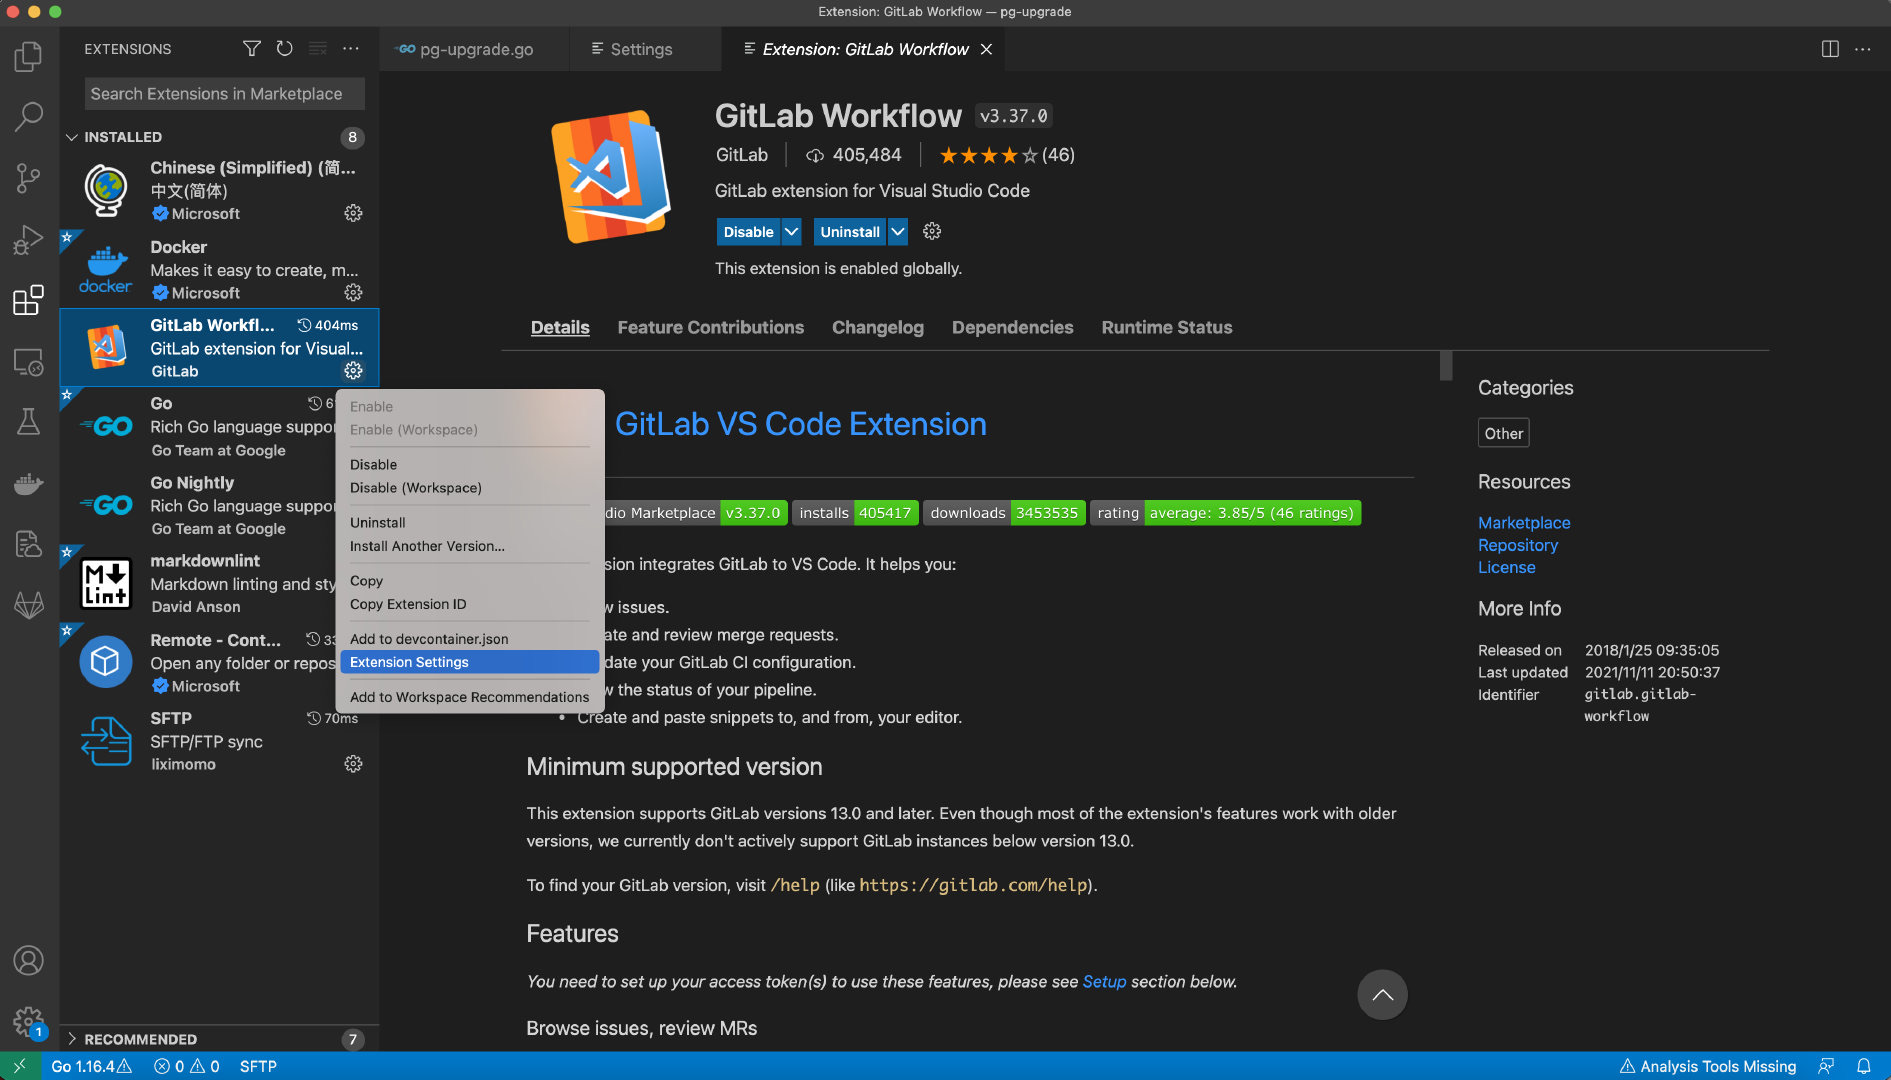 Extension: GitLab Workflow — pg-upgrade
EXTENSIONS
pg-upgrade.go
Settings
Extension: GitLab Workflow
Search Extensions in Marketplace
INSTALLED
8
Chinese (Simplified) (简...
中文(简体)
Microsoft
docker
Docker
Makes it easy to create, m...
Microsoft
GitLab Workfl... 404ms
GitLab extension for Visual...
GitLab
GO
Go 6
Rich Go language suppor
Go Team at Google
GO
Go Nightly
Rich Go language suppor
Go Team at Google
M
Lint
markdownlint
Markdown linting and sty
David Anson
Remote - Cont... 33
Open any folder or repos
Microsoft
SFTP 70ms
SFTP/FTP sync
liximomo
RECOMMENDED
7
1
Enable
Enable (Workspace)
Disable
Disable (Workspace)
Uninstall
Install Another Version...
Copy
Copy Extension ID
Add to devcontainer.json
Extension Settings
Add to Workspace Recommendations
GitLab Workflow v3.37.0
GitLab
405,484
(46)
GitLab extension for Visual Studio Code
Disable
Uninstall
This extension is enabled globally.
Details Feature Contributions Changelog Dependencies Runtime Status
GitLab VS Code Extension
dio Marketplace v3.37.0 installs 405417 downloads 3453535 rating average: 3.85/5 (46 ratings)
sion integrates GitLab to VS Code. It helps you:
w issues.
ate and review merge requests.
date your GitLab CI configuration.
w the status of your pipeline.
• Create and paste snippets to, and from, your editor.
Minimum supported version
This extension supports GitLab versions 13.0 and later. Even though most of the extension's features work with older
versions, we currently don't actively support GitLab instances below version 13.0.
To find your GitLab version, visit /help (like https://gitlab.com/help).
Features
You need to set up your access token(s) to use these features, please see Setup section below.
Browse issues, review MRs
Categories
Other
Resources
Marketplace
Repository
License
More Info
Released on 2018/1/25 09:35:05
Last updated 2021/11/11 20:50:37
Identifier gitlab.gitlab-
workflow
Go 1.16.4 0 0 SFTP
Analysis Tools Missing